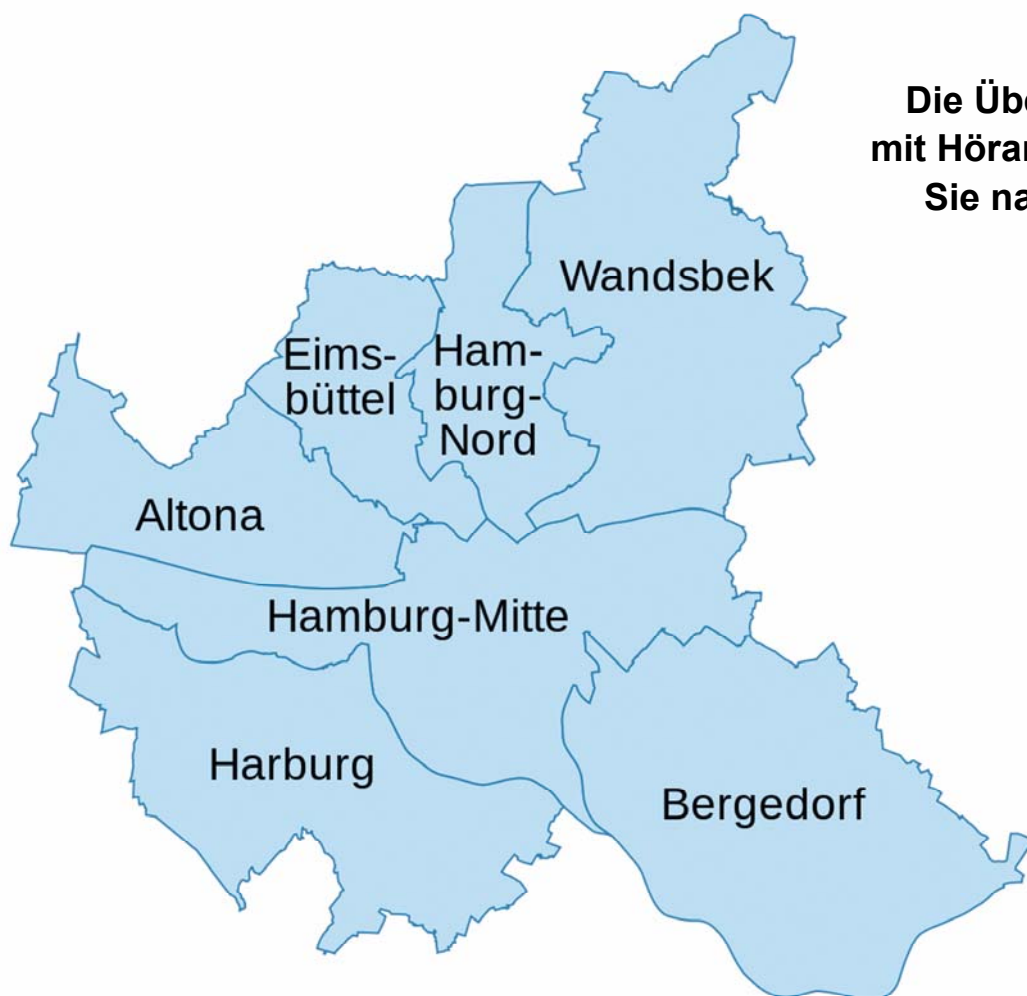 Die
mit
Sie
Wandsbek
Eims-
büttel
Ham-
burg-
Nord
Altona
Hamburg-Mitte
Harburg
Bergedorf